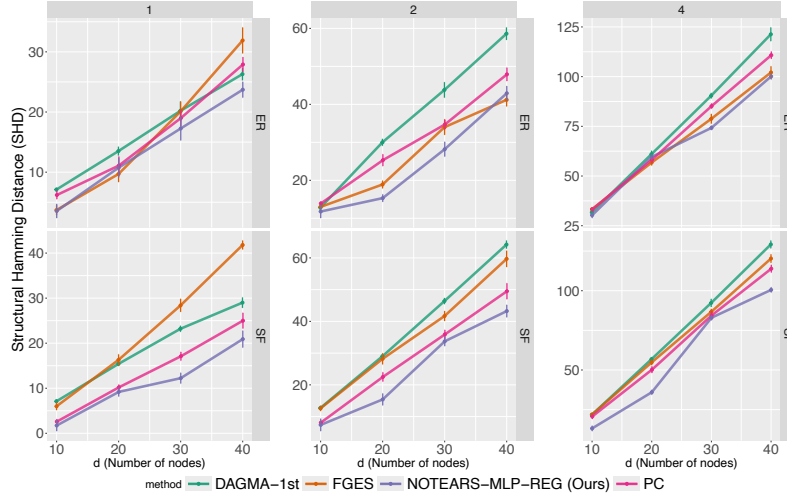 1
2
4
Structural Hamming Distance (SHD)
30
20
10
ER
60
40
20
ER
125
100
75
50
25
40
30
20
10
0
SF
60
40
20
SF
100
50
10 20 30 40
10 20 30 40
10 20 30 40
d (Number of nodes)
d (Number of nodes)
d (Number of nodes)
method DAGMA-1st FGES NOTEARS-MLP-REG (Ours) PC